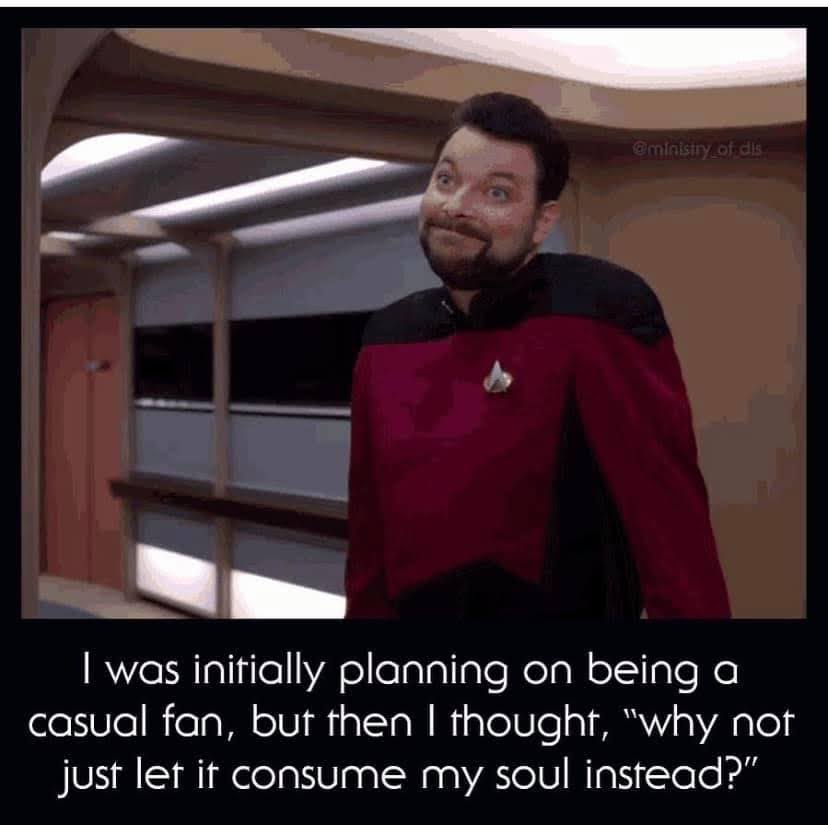 @ministry_of_dis
I was initially planning on being a
casual fan, but then I thought, "why not
just let it consume my soul instead?"